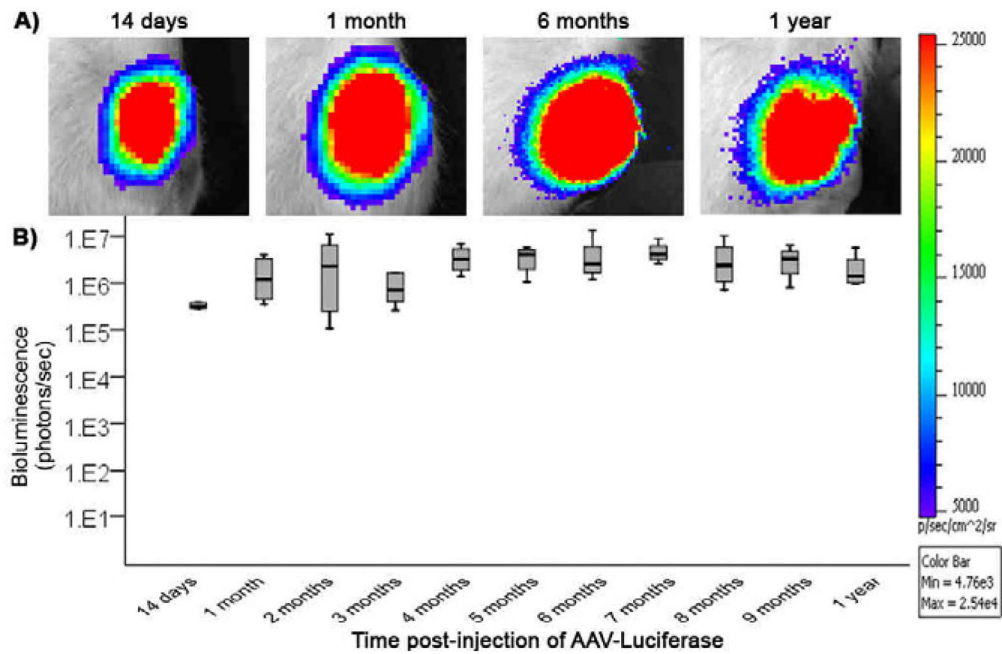 A)
14 days
1 month
6 months
1 year
25000
20000
15000
10000
5000
p/sec/cm^2/sr
Color Bar
Min = 4.76e3
Max = 2.54e4
B)
1.E7
1.E6
1.E5
1.E4
1.E3
1.E2
1.E1
Bioluminescence
(photons/sec)
14 days
1 month
2 months
3 months
4 months
5 months
6 months
7 months
8 months
9 months
1 year
Time post-injection of AAV-Luciferase